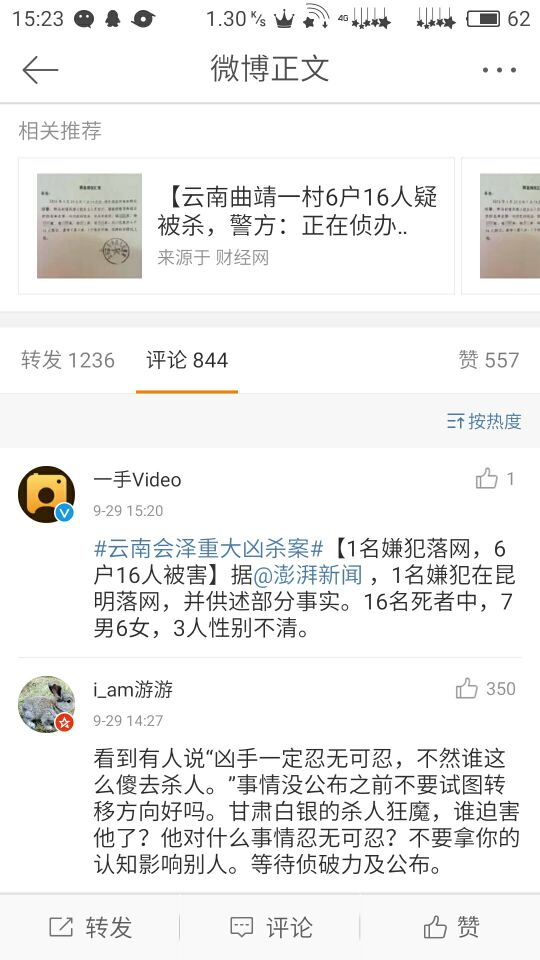 15:23
1.30 K/s
4G
62
微博正文
相关推荐
【云南曲靖一村6户16人疑
被杀，警方：正在侦办..
来源于 财经网
转发 1236
评论 844
赞 557
按热度
一手Video
1
9-29 15:20
#云南会泽重大凶杀案#【1名嫌犯落网，6
户16人被害】据@澎湃新闻 ，1名嫌犯在昆
明落网，并供述部分事实。16名死者中，7
男6女，3人性别不清。
i_am游游
350
9-29 14:27
看到有人说“凶手一定忍无可忍，不然谁这
么傻去杀人。”事情没公布之前不要试图转
移方向好吗。甘肃白银的杀人狂魔，谁迫害
他了？他对什么事情忍无可忍？不要拿你的
认知影响别人。等待侦破力及公布。
转发
评论
赞